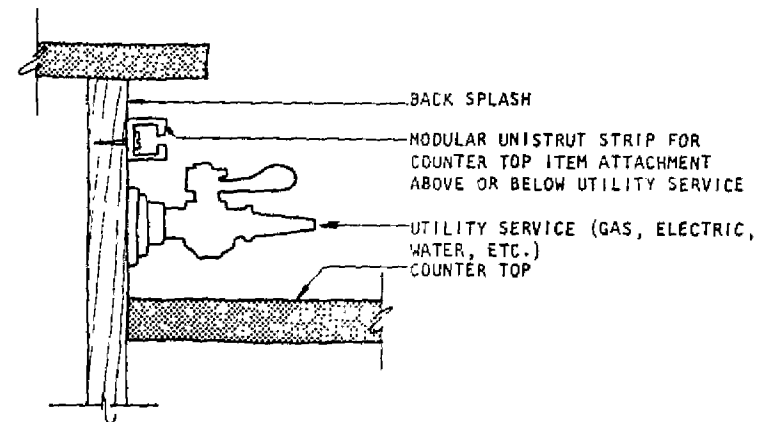 BACK SPLASH
MODULAR UNISTRUT STRIP FOR
COUNTER TOP ITEM ATTACHMENT
ABOVE OR BELOW UTILITY SERVICE
UTILITY SERVICE (GAS, ELECTRIC,
WATER, ETC.)
COUNTER TOP